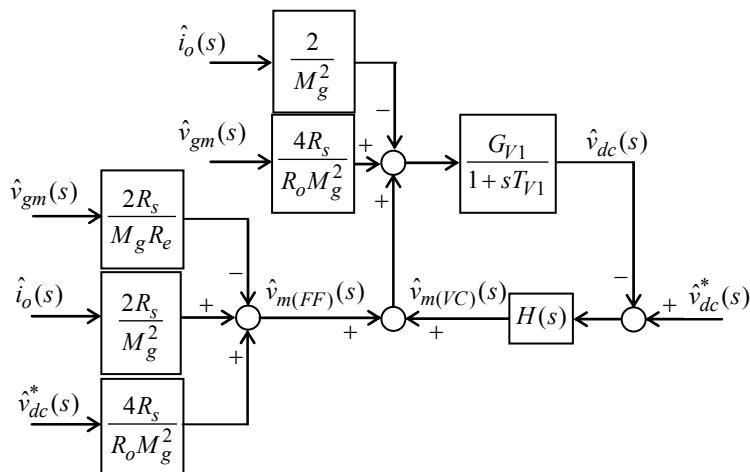 î_o(s)
2 / M_g^2
−
v̂_gm(s)
4R_s / R_o M_g^2
+
+
G_V1 / 1 + sT_V1
v̂_dc(s)
−
v̂_gm(s)
2R_s / M_g R_e
−
î_o(s)
2R_s / M_g^2
+
v̂_m(FF)(s)
+
v̂_m(VC)(s)
+
H(s)
+
v̂_dc^*(s)
v̂_dc^*(s)
4R_s / R_o M_g^2
+